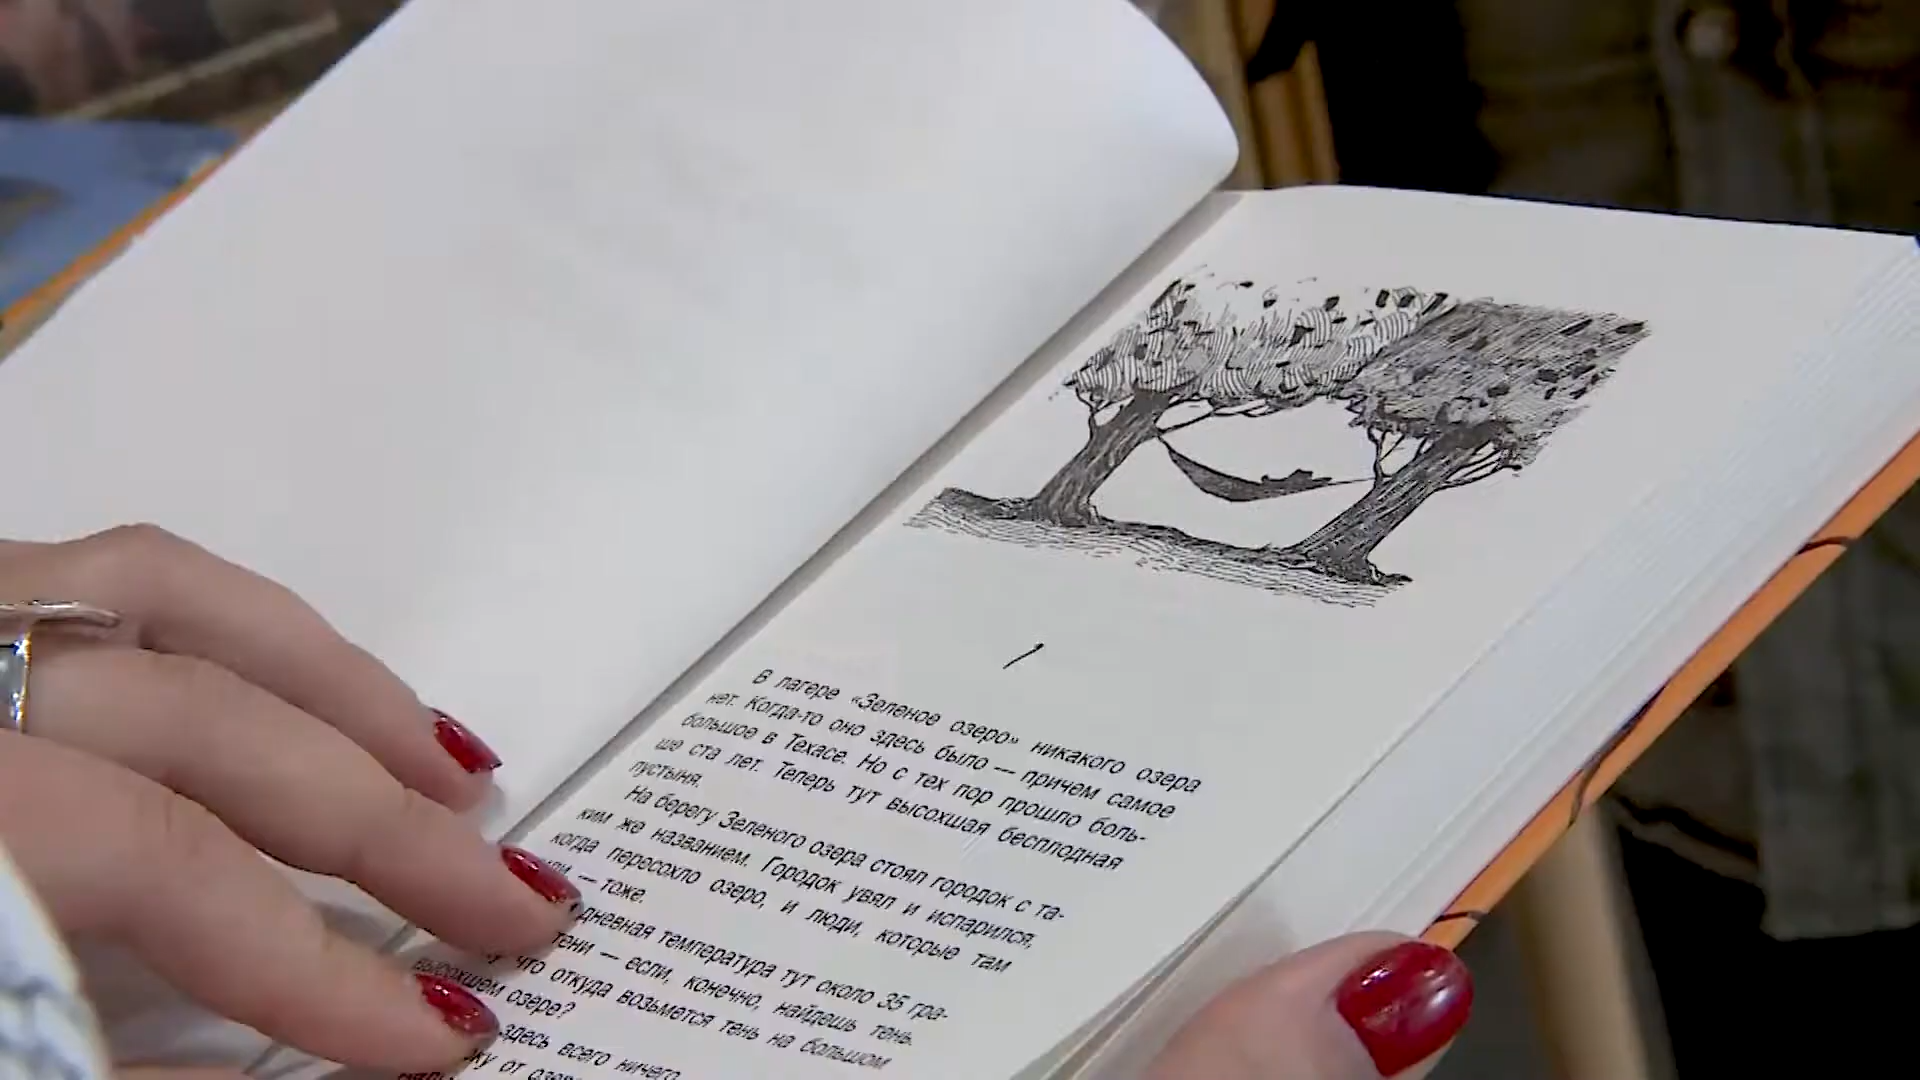 В лагере «Зеленое озеро» никакого озера
нет. Когда-то оно здесь было — причем самое
большое в Техасе. Но с тех пор прошло боль-
ше ста лет. Теперь тут высохшая бесплодная
пустыня.
На берегу Зеленого озера стоял городок с та-
ким же названием. Городок увял и испарился,
когда пересохло озеро, и люди, которые там
— тоже.
дневная температура тут около 35 гра-
тени — если, конечно, найдешь тень.
что откуда возьмется тень на большом
высохшем озере?
здесь всего ничего
от